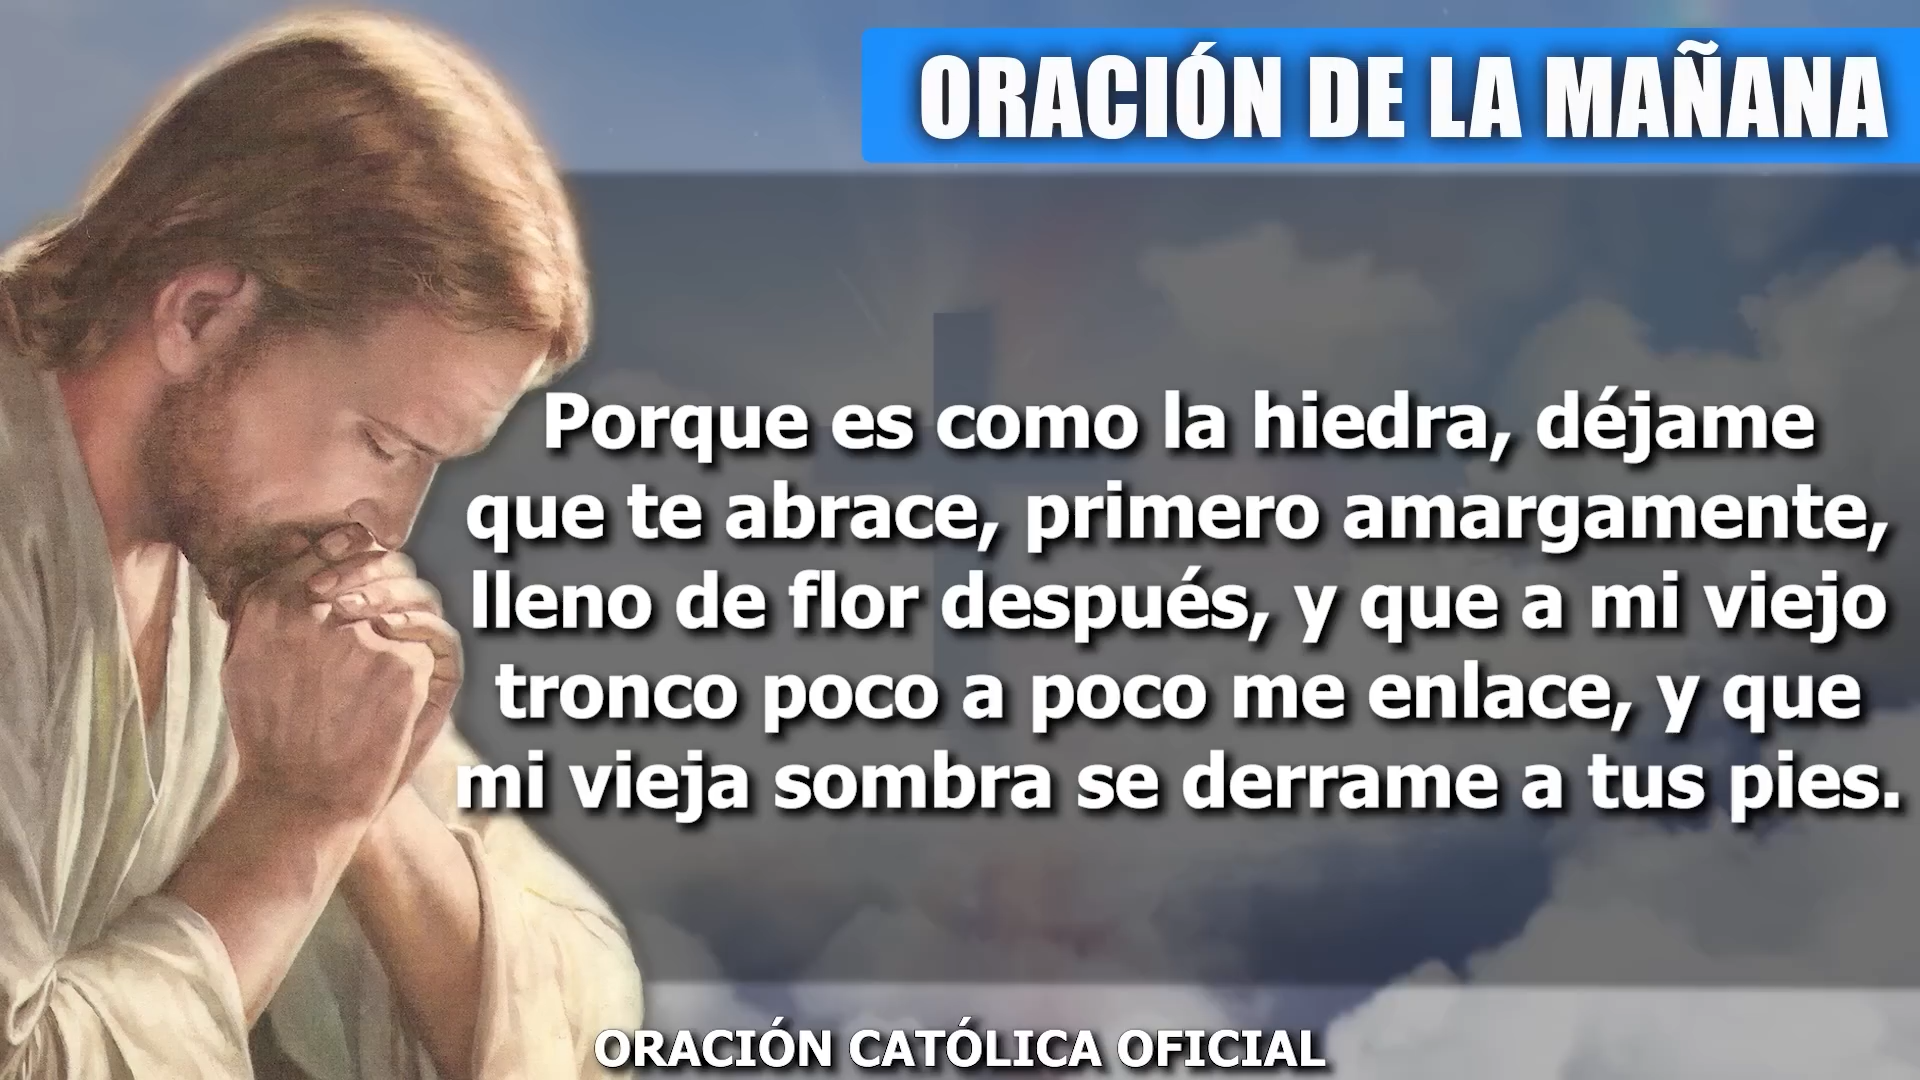 ORACIÓN DE LA MAÑANA
Porque es como la hiedra, déjame
que te abrace, primero amargamente,
lleno de flor después, y que a mi viejo
tronco poco a poco me enlace, y que
mi vieja sombra se derrame a tus pies.
ORACIÓN CATÓLICA OFICIAL